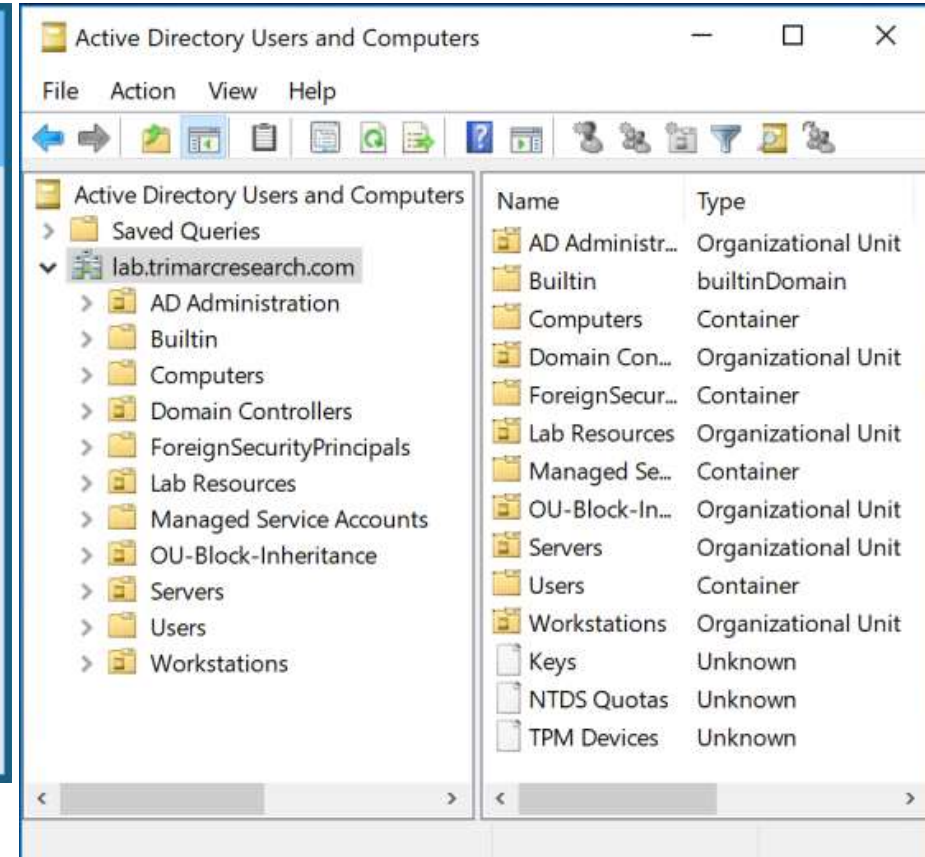 Active Directory Users and Computers
File Action View Help
Active Directory Users and Computers
Saved Queries
lab.trimarcresearch.com
AD Administration
Builtin
Computers
Domain Controllers
ForeignSecurityPrincipals
Lab Resources
Managed Service Accounts
OU-Block-Inheritance
Servers
Users
Workstations
Name Type
AD Administr... Organizational Unit
Builtin builtinDomain
Computers Container
Domain Con... Organizational Unit
ForeignSecur... Container
Lab Resources Organizational Unit
Managed Se... Container
OU-Block-In... Organizational Unit
Servers Organizational Unit
Users Container
Workstations Organizational Unit
Keys Unknown
NTDS Quotas Unknown
TPM Devices Unknown